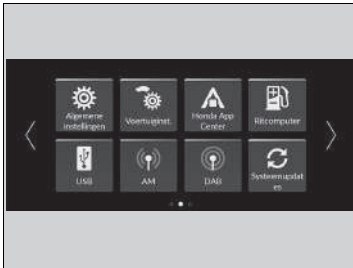 Algemene
instellingen
Voertuiginst.
Honda App
Center
Ritcomputer
USB
AM
DAB
Systeemupdat
es